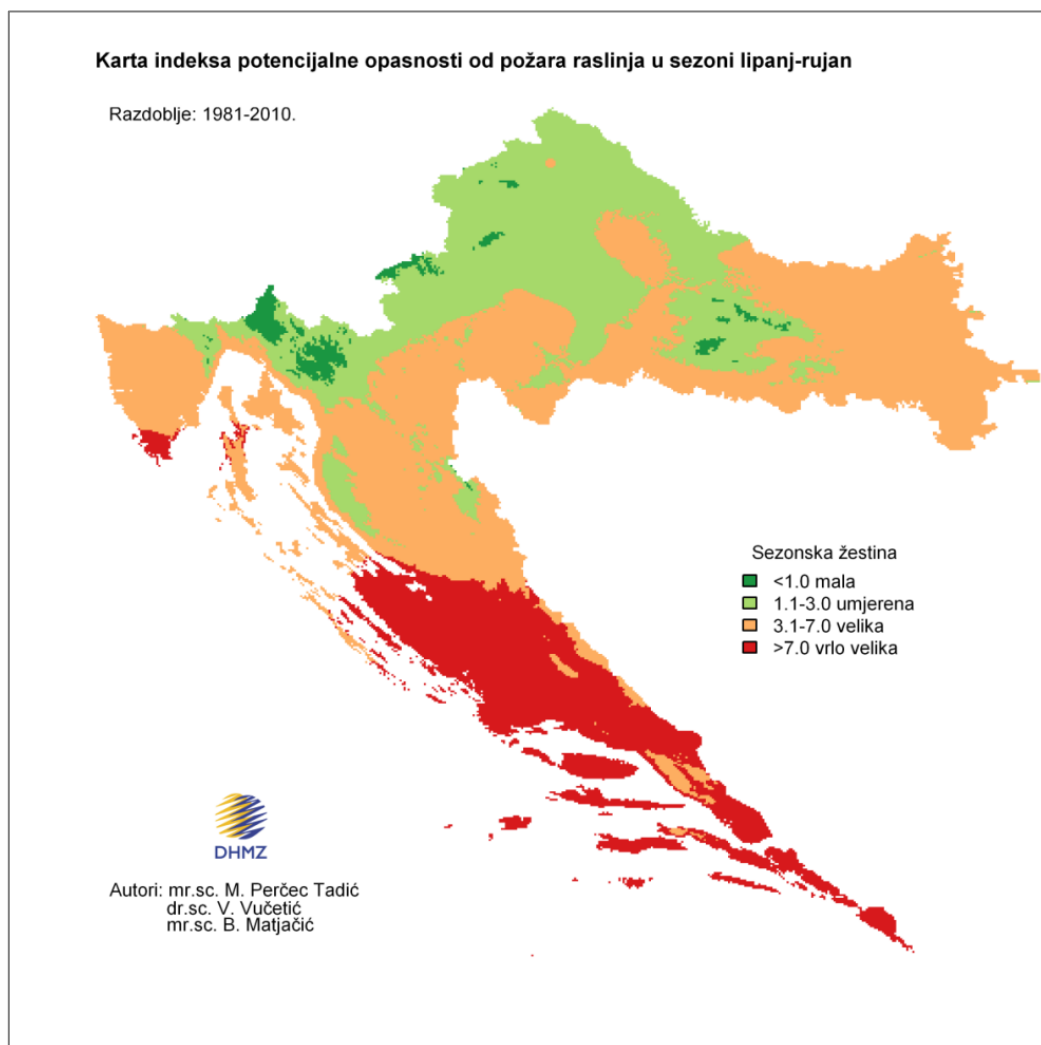 Karta indeksa potencijalne opasnosti od požara raslinja u sezoni lipanj-rujan
Razdoblje: 1981-2010.
Sezonska žestina
<1.0 mala
1.1-3.0 umjerena
3.1-7.0 velika
>7.0 vrlo velika
DHMZ
Autori: mr.sc. M. Perčec Tadić
dr.sc. V. Vučetić
mr.sc. B. Matjačić